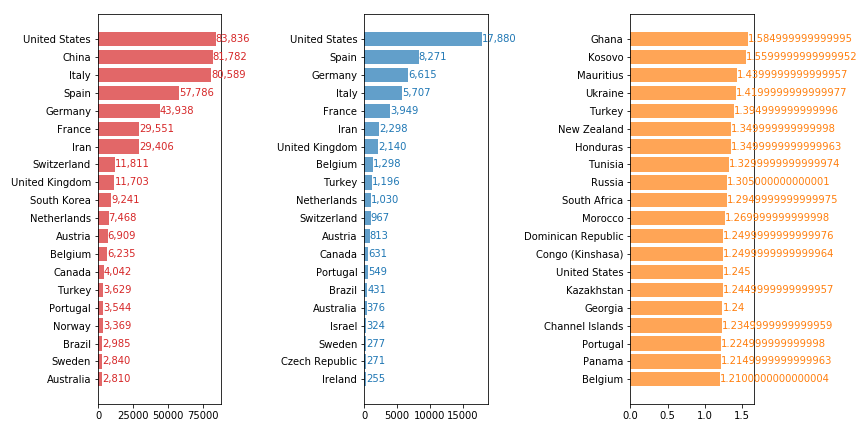 United States 83,836
China 81,782
Italy 80,589
Spain 57,786
Germany 43,938
France 29,551
Iran 29,406
Switzerland 11,811
United Kingdom 11,703
South Korea 9,241
Netherlands 7,468
Austria 6,909
Belgium 6,235
Canada 4,042
Turkey 3,629
Portugal 3,544
Norway 3,369
Brazil 2,985
Sweden 2,840
Australia 2,810
0 25000 50000 75000
United States 17,880
Spain 8,271
Germany 6,615
Italy 5,707
France 3,949
Iran 2,298
United Kingdom 2,140
Belgium 1,298
Turkey 1,196
Netherlands 1,030
Switzerland 967
Austria 813
Canada 631
Portugal 549
Brazil 431
Australia 376
Israel 324
Sweden 277
Czech Republic 271
Ireland 255
0 5000 10000 15000
Ghana 1.584999999999995
Kosovo 1.5599999999999952
Mauritius 1.4399999999999957
Ukraine 1.4199999999999977
Turkey 1.394999999999996
New Zealand 1.349999999999998
Honduras 1.3499999999999963
Tunisia 1.3299999999999974
Russia 1.305000000000001
South Africa 1.2949999999999975
Morocco 1.269999999999998
Dominican Republic 1.2499999999999976
Congo (Kinshasa) 1.249999999999964
United States 1.245
Kazakhstan 1.2449999999999957
Georgia 1.24
Channel Islands 1.2349999999999959
Portugal 1.224999999999998
Panama 1.2149999999999963
Belgium 1.2100000000000004
0.0 0.5 1.0 1.5